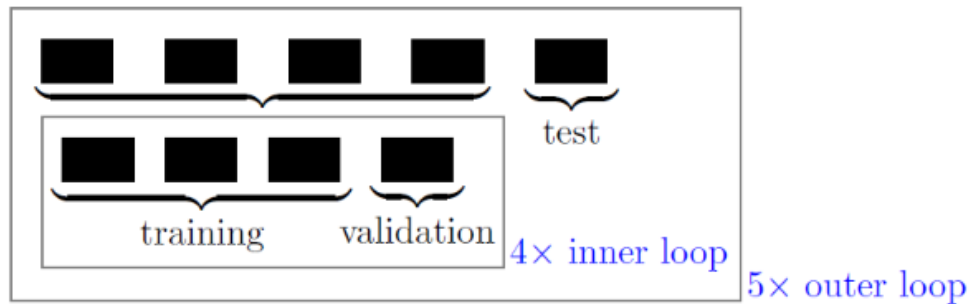 test
training
validation
4× inner loop
5× outer loop